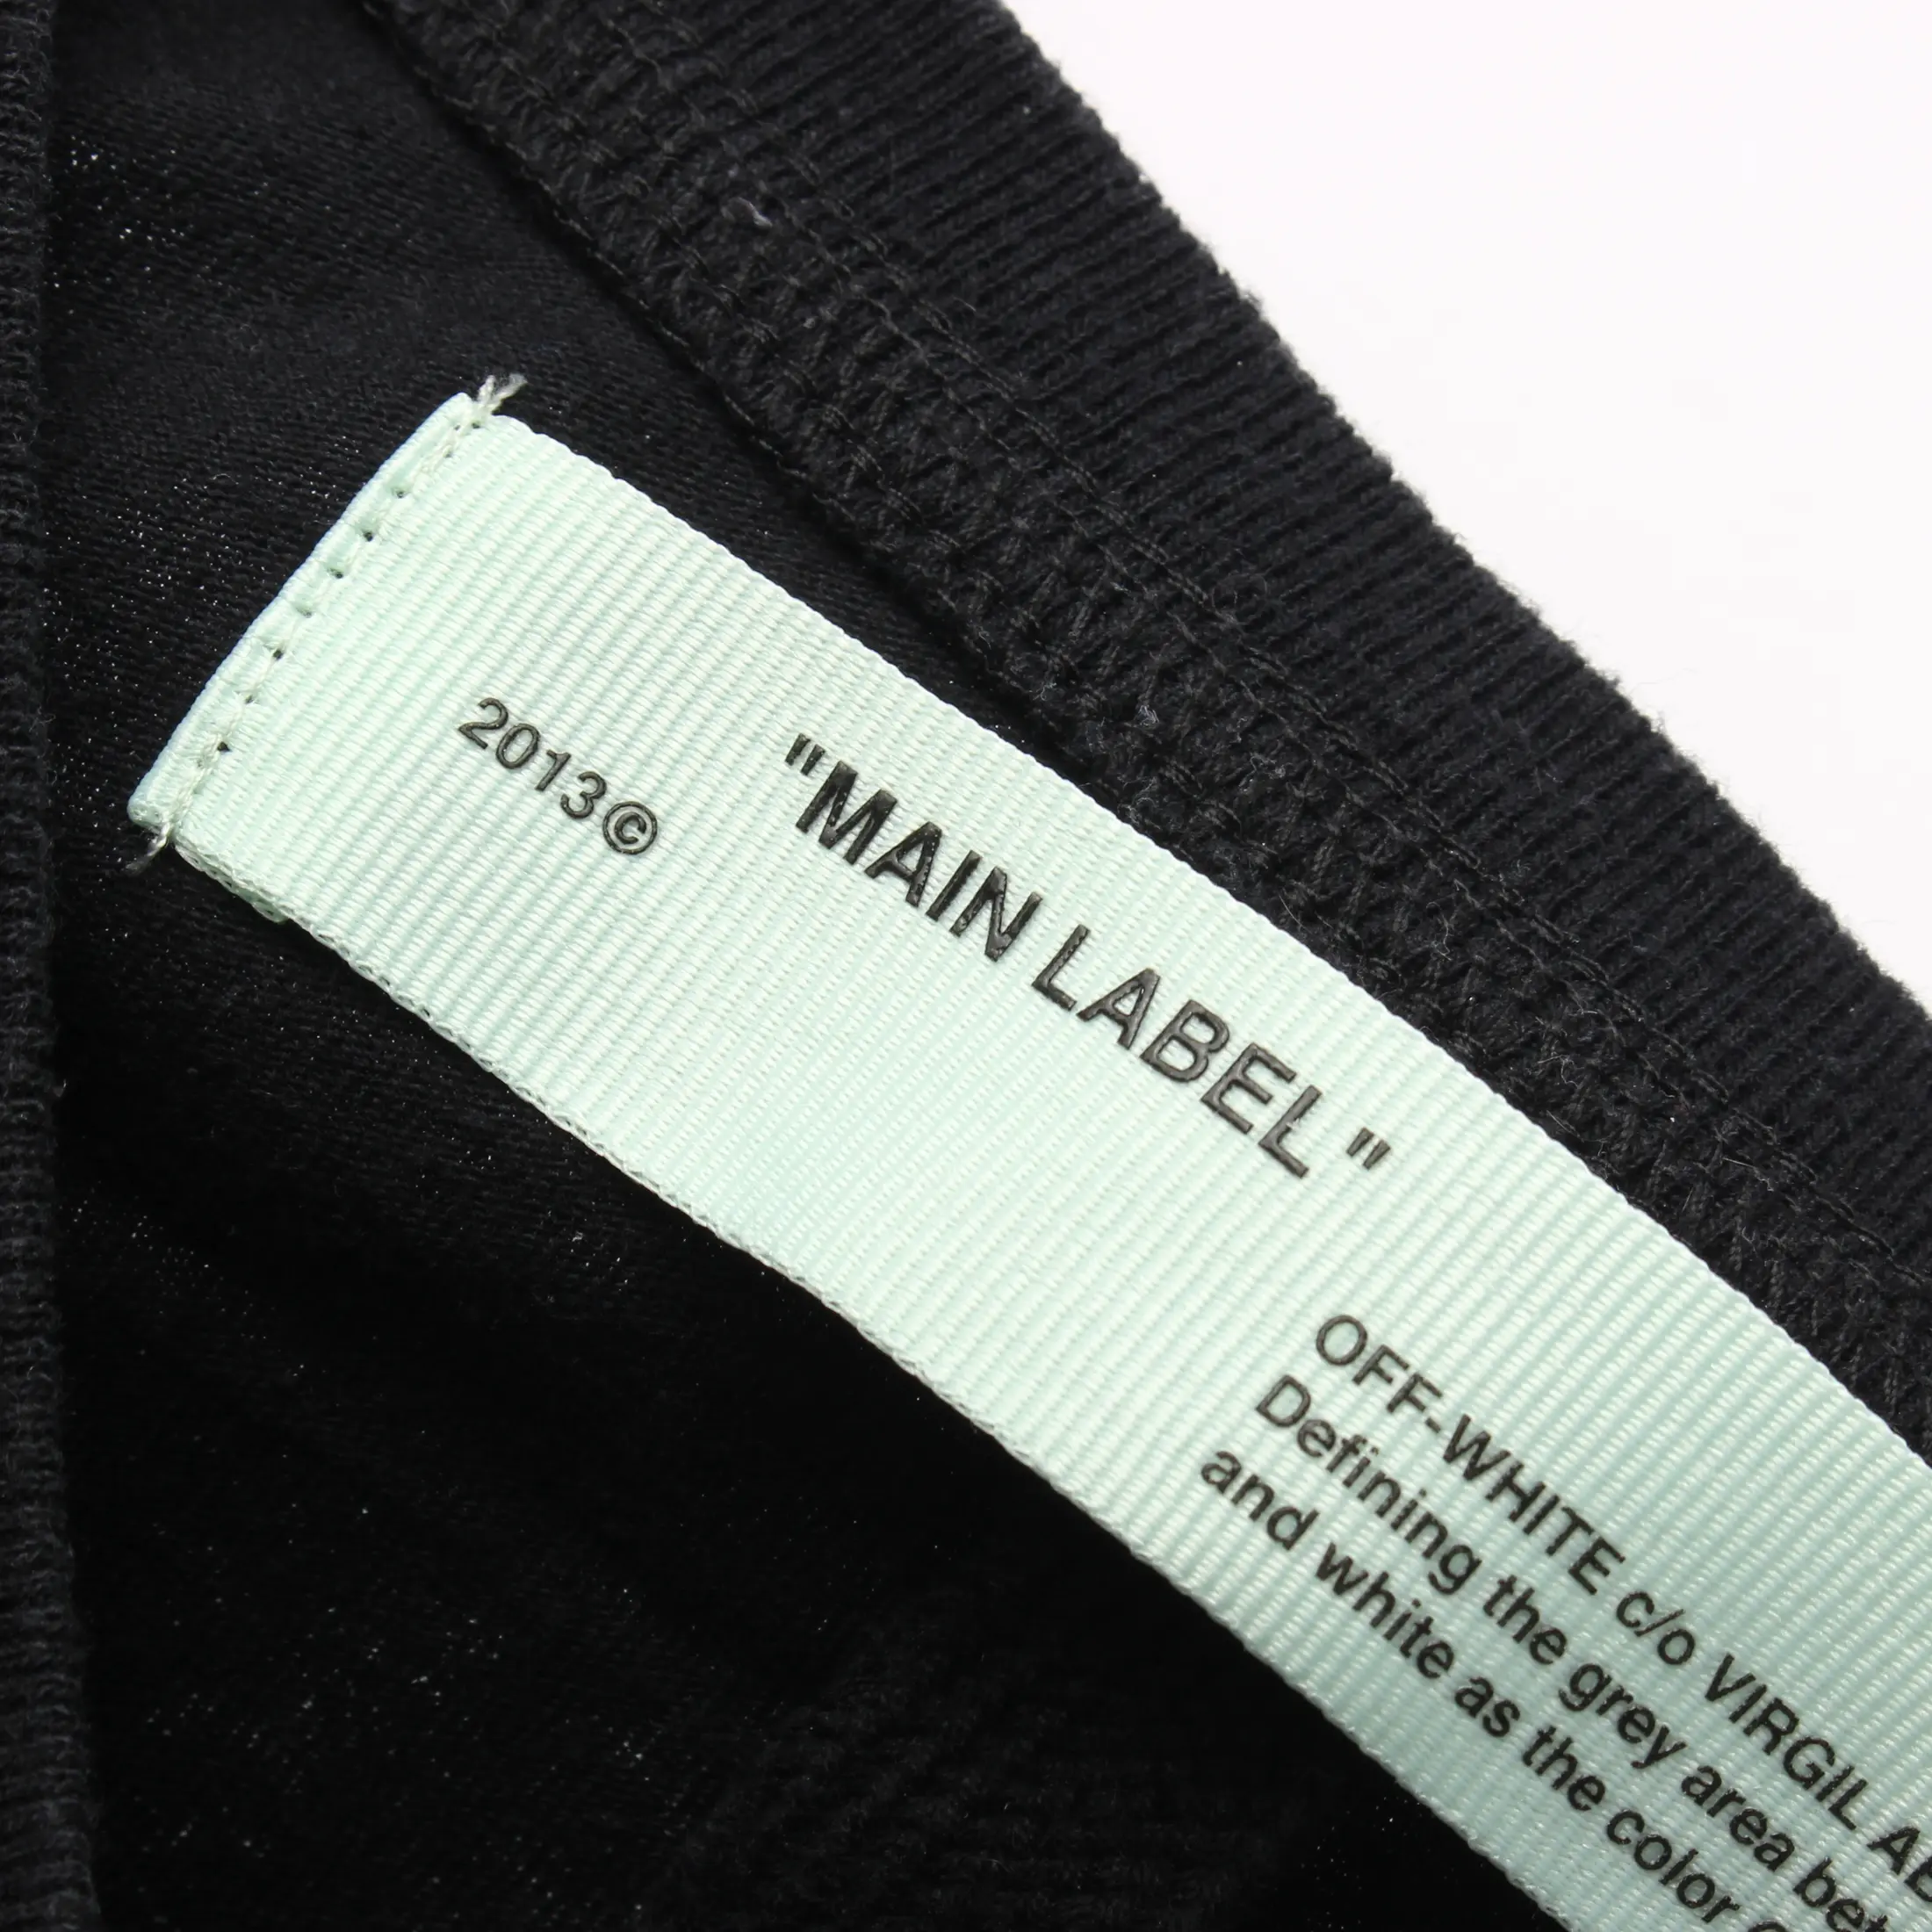 2013©
"MAIN LABEL"
OFF-WHITE c/o VIRGIL
Defining the grey area
and white as the color